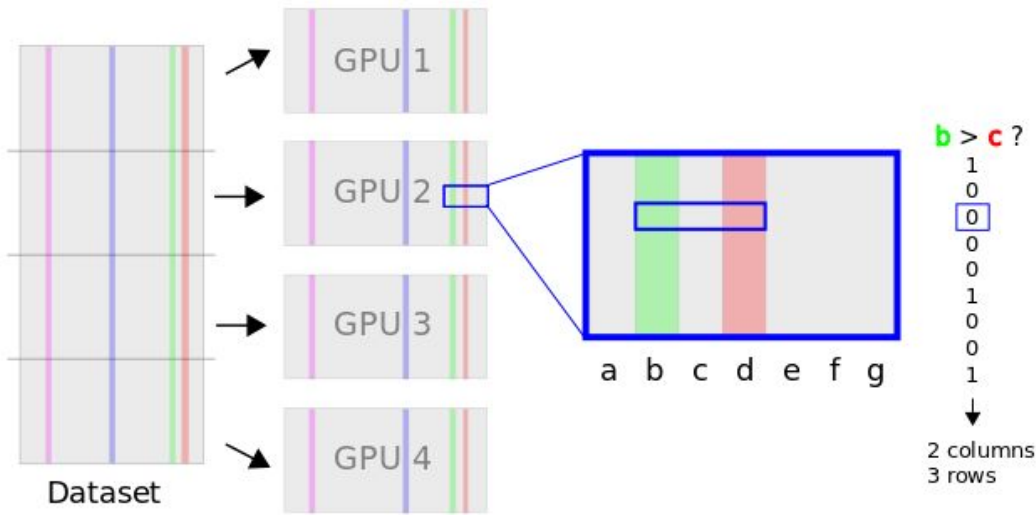 GPU 1
GPU 2
GPU 3
GPU 4
Dataset
a b c d e f g
b > c ?
1
0
0
0
0
1
0
0
1
2 columns
3 rows